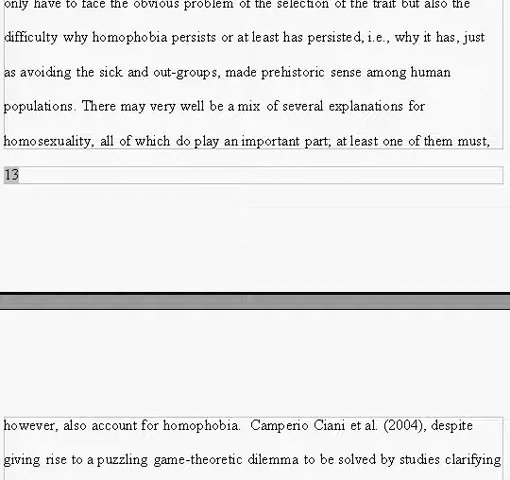 only have to face the obvious problem of the selection of the trait but also the
difficulty why homophobia persists or at least has persisted, i.e., why it has, just
as avoiding the sick and out-groups, made prehistoric sense among human
populations. There may very well be a mix of several explanations for
homosexuality, all of which do play an important part; at least one of them must,
13
however, also account for homophobia. Camperio Ciani et al. (2004), despite
giving rise to a puzzling game-theoretic dilemma to be solved by studies clarifying